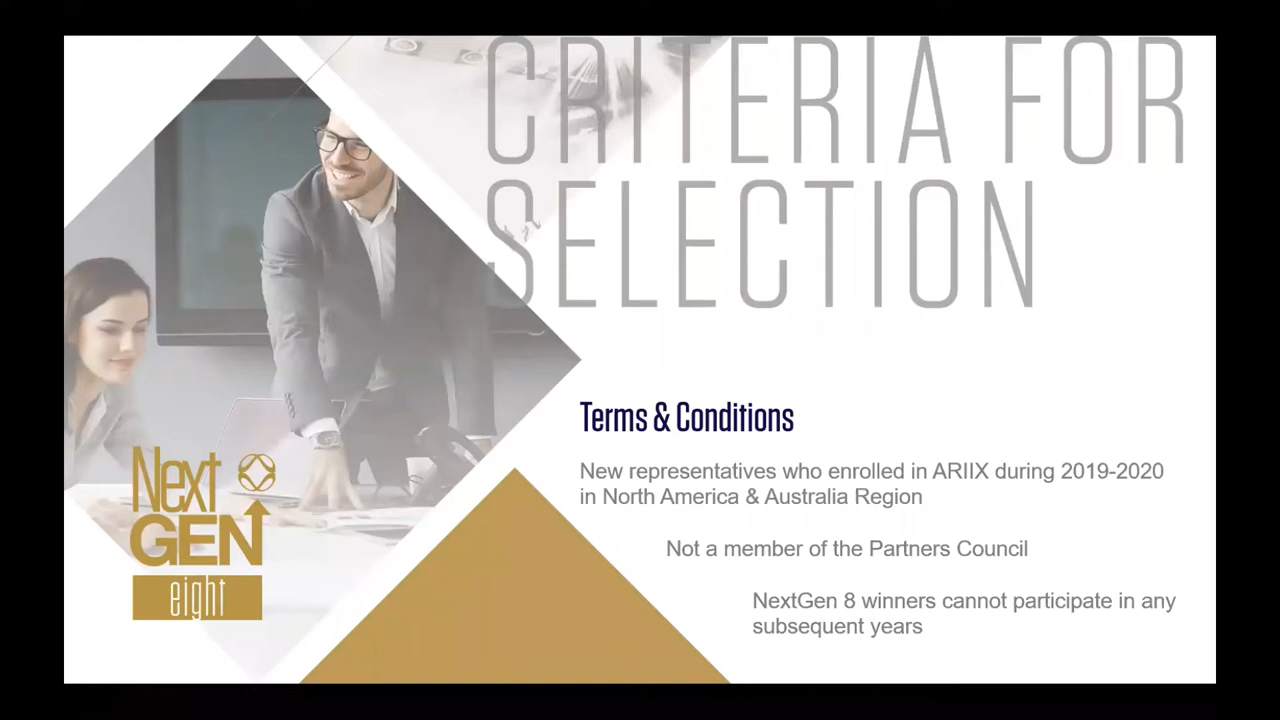 CRITERIA FOR
SELECTION
Terms & Conditions
New representatives who enrolled in ARIIX during 2019-2020
in North America & Australia Region
Not a member of the Partners Council
NextGen 8 winners cannot participate in any
subsequent years
Next
GEN
eight